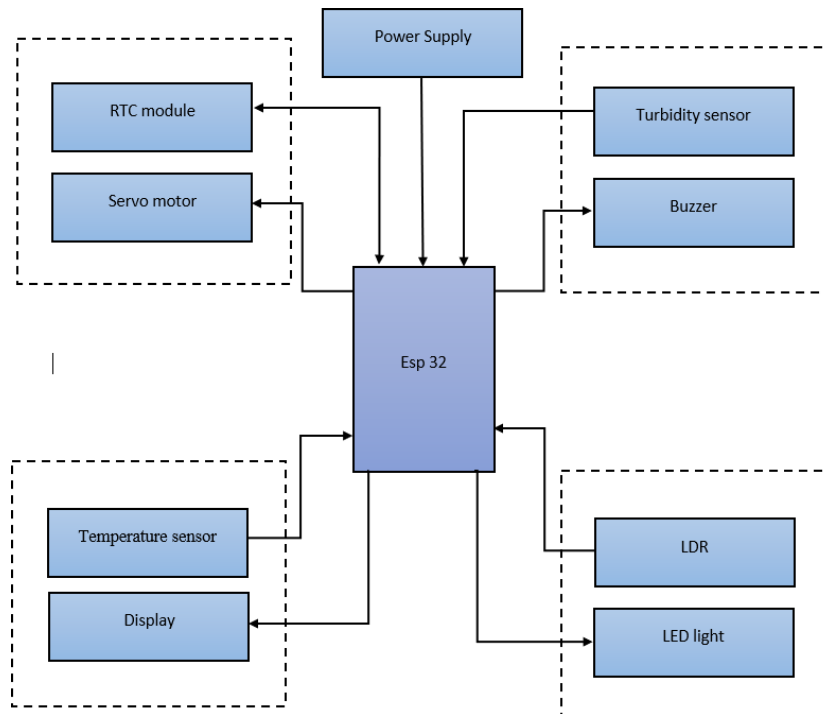 Power Supply
RTC module
Turbidity sensor
Servo motor
Buzzer
Esp 32
Temperature sensor
LDR
Display
LED light